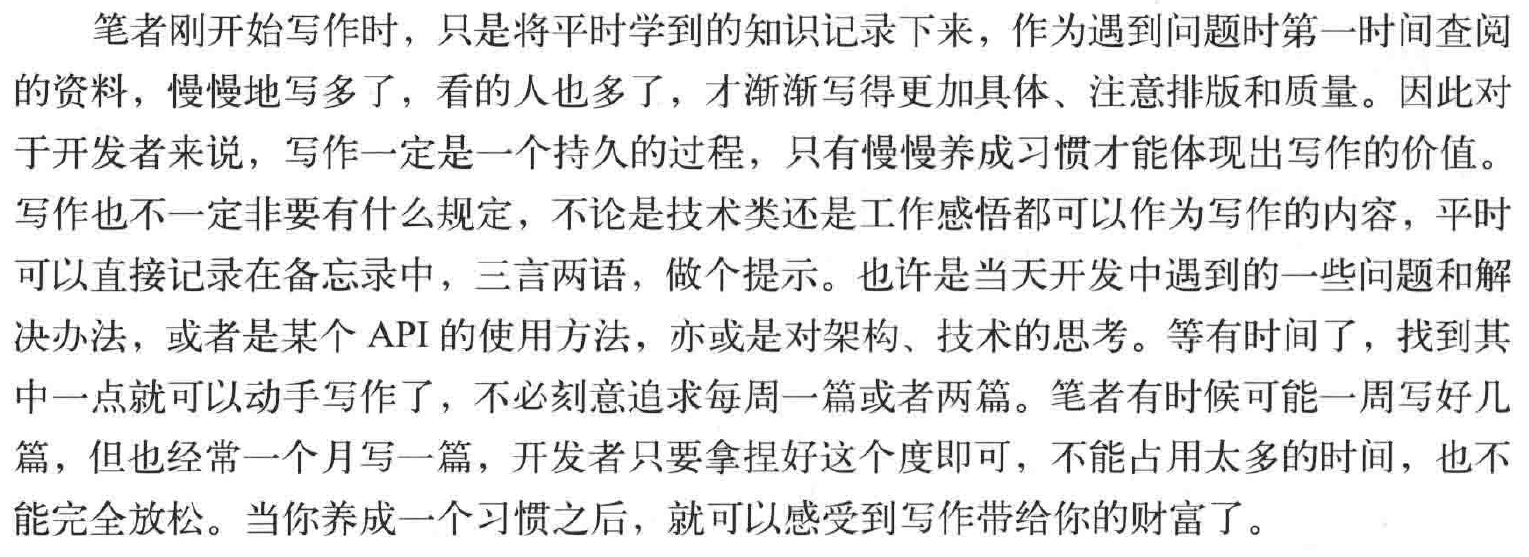 笔者刚开始写作时，只是将平时学到的知识记录下来，作为遇到问题时第一时间查阅
的资料，慢慢地写多了，看的人也多了，才渐渐写得更加具体、注意排版和质量。因此对
于开发者来说，写作一定是一个持久的过程，只有慢慢养成习惯才能体现出写作的价值。
写作也不一定非要有什么规定，不论是技术类还是工作感悟都可以作为写作的内容，平时
可以直接记录在备忘录中，三言两语，做个提示。也许是当天开发中遇到的一些问题和解
决办法，或者是某个 API 的使用方法，亦或是对架构、技术的思考。等有时间了，找到其
中一点就可以动手写作了，不必刻意追求每周一篇或者两篇。笔者有时候可能一周写好几
篇，但也经常一个月写一篇，开发者只要拿捏好这个度即可，不能占用太多的时间，也不
能完全放松。当你养成一个习惯之后，就可以感受到写作带给你的财富了。